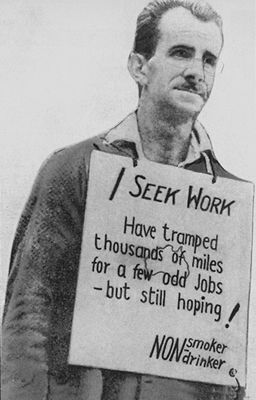 I SEEK WORK
Have tramped
thousands of miles
for a few odd Jobs
- but still hoping!
NON smoker
drinker